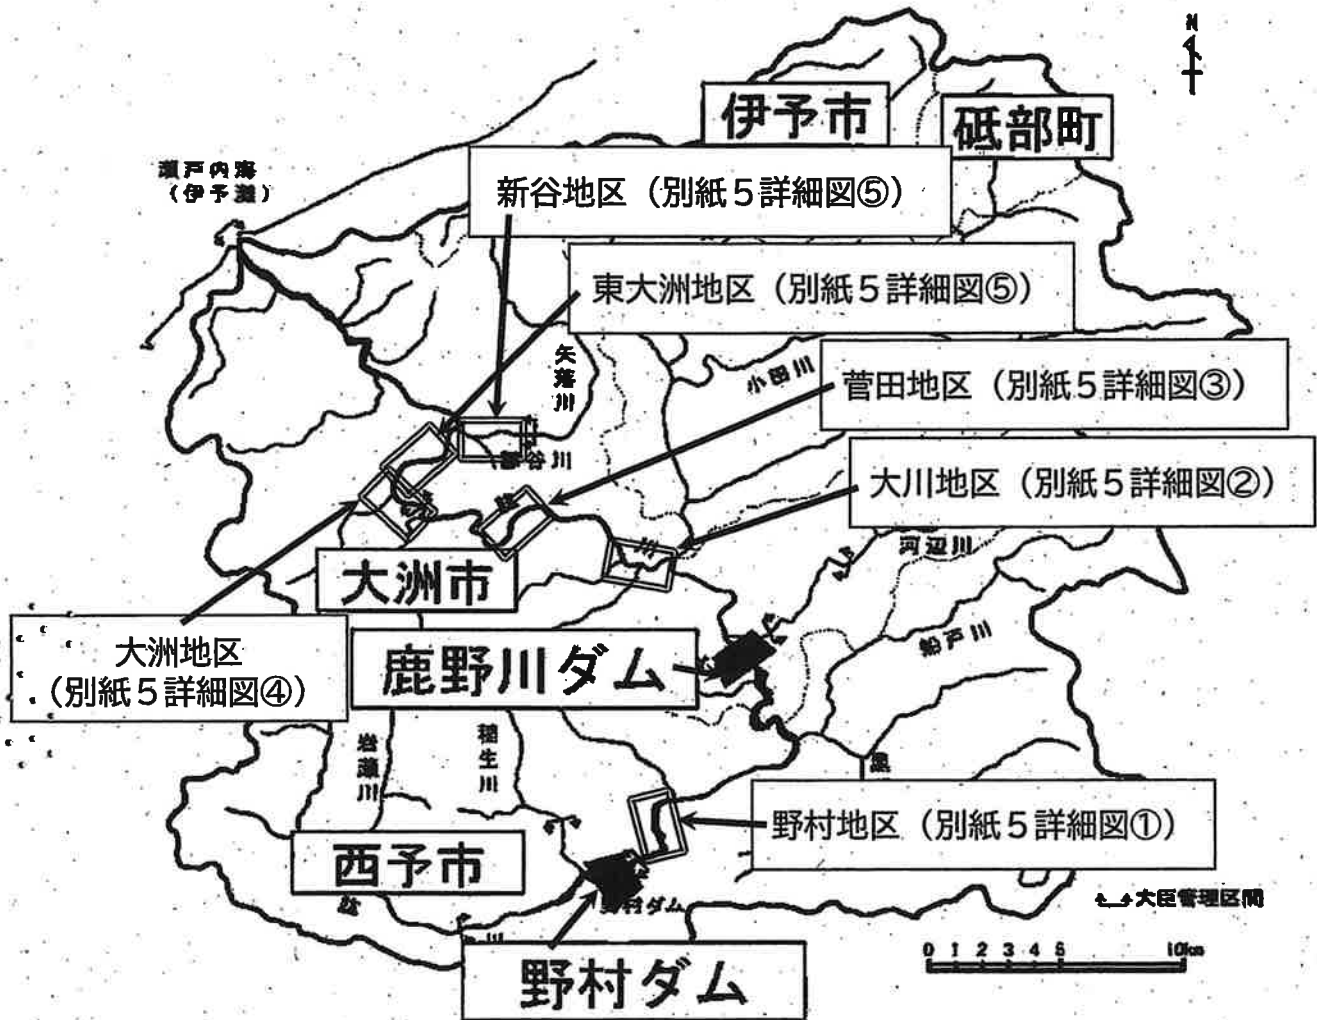 N
伊予市
砥部町
瀬戸内海
(伊予灘)
新谷地区（別紙５詳細図⑤）
東大洲地区（別紙５詳細図⑤）
矢落川
小田川
菅田地区（別紙５詳細図③）
大川地区（別紙５詳細図②）
河辺川
肱
川
大洲市
大洲地区
（別紙５詳細図④）
鹿野川ダム
船戸川
岩瀬川
稲生川
野村地区（別紙５詳細図①）
西予市
大臣管理区間
0 1 2 3 4 5 10km
野村ダム